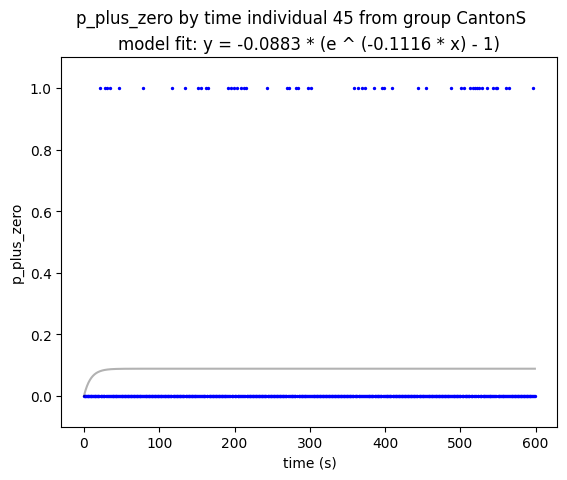 p_plus_zero by time individual 45 from group CantonS
model fit: y = -0.0883 * (e ^ (-0.1116 * x) - 1)
1.0
0.8
0.6
0.4
0.2
0.0
p_plus_zero
0 100 200 300 400 500 600
time (s)